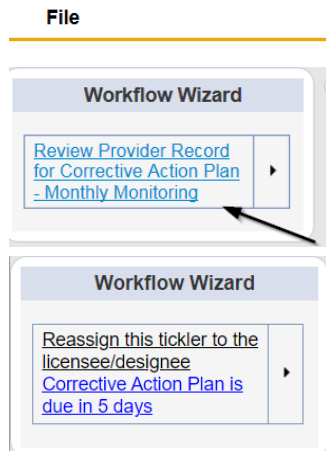 File
Workflow Wizard
Review Provider Record
for Corrective Action Plan
- Monthly Monitoring
Workflow Wizard
Reassign this tickler to the
licensee/designee
Corrective Action Plan is
due in 5 days